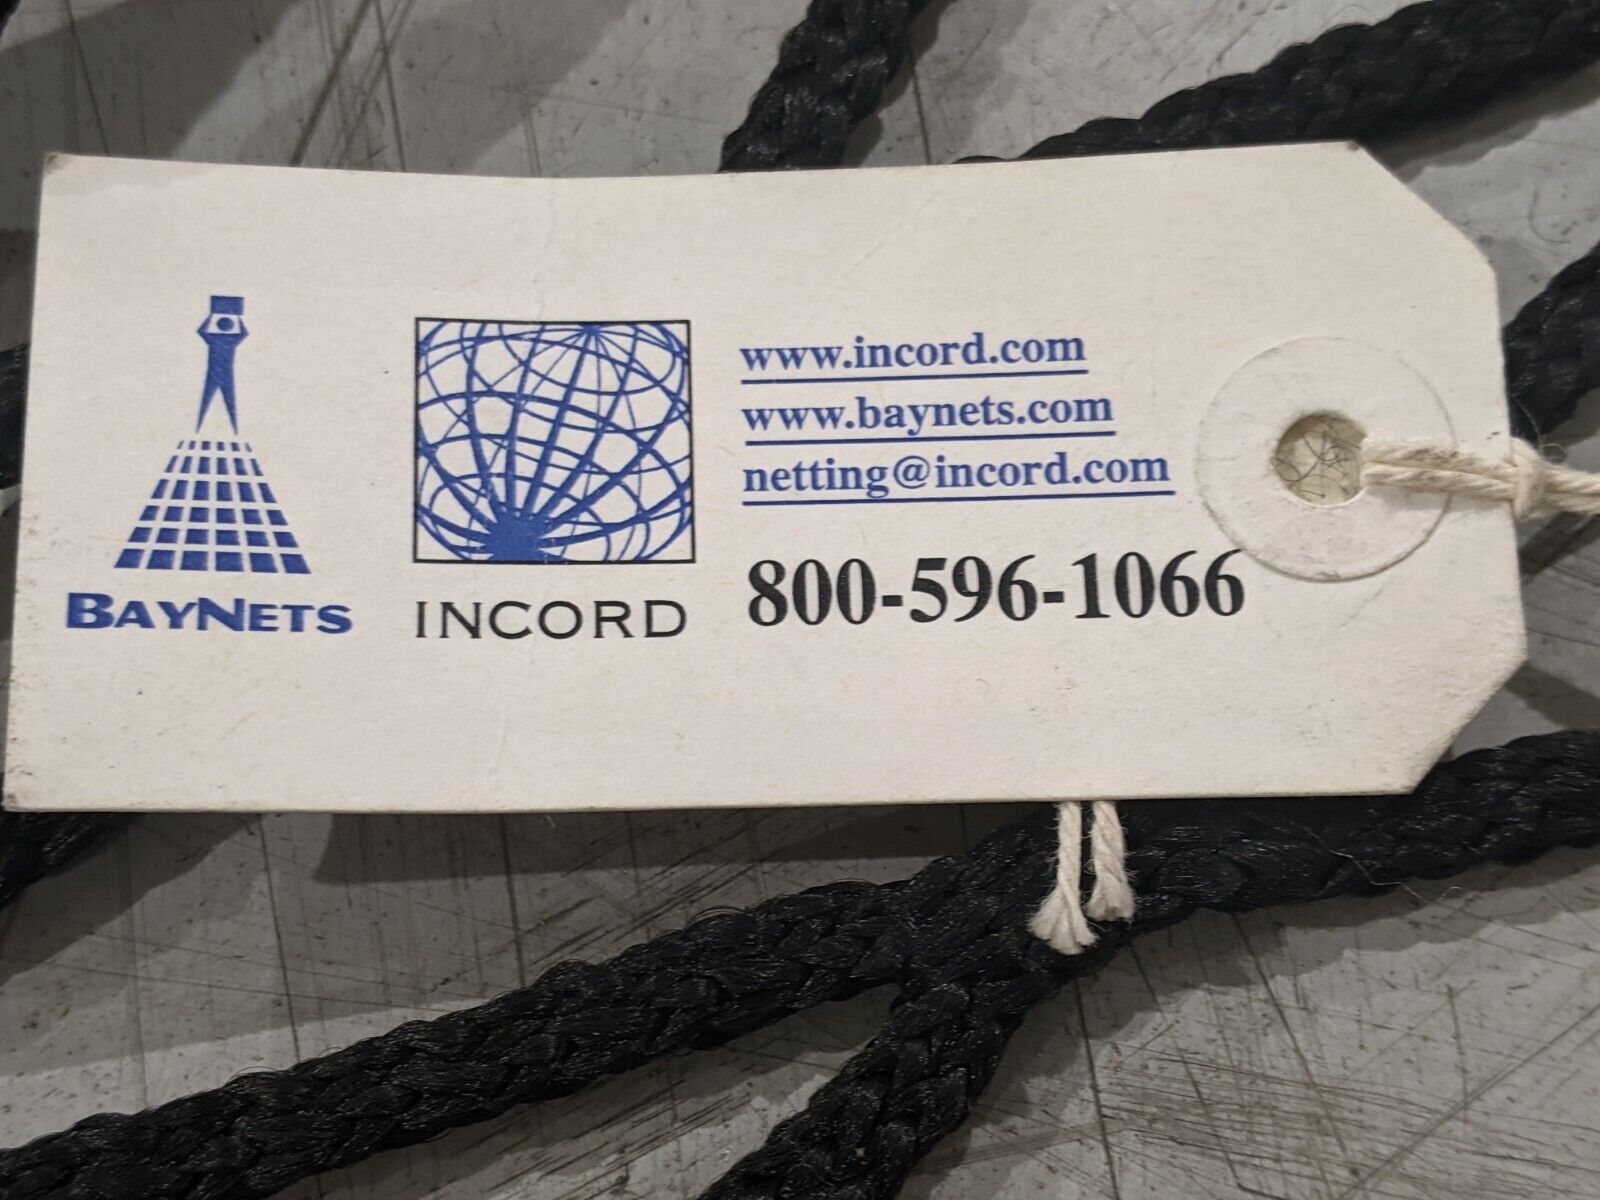 BAYNETS
INCORD
www.incord.com
www.baynets.com
netting@incord.com
800-596-1066